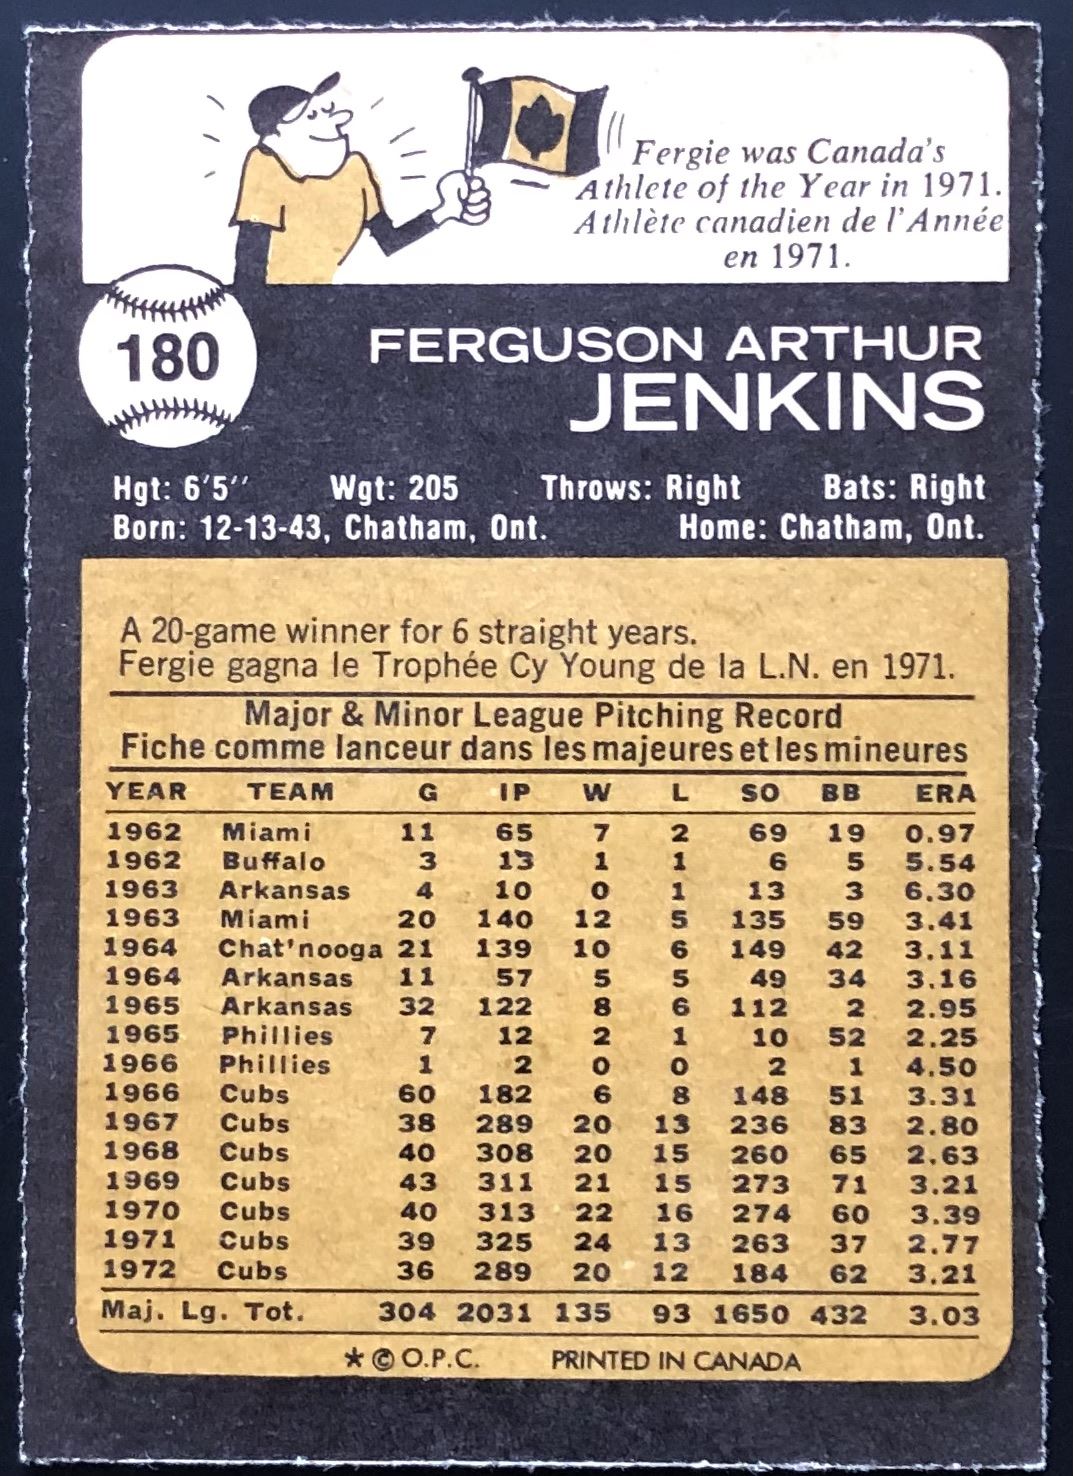 Fergie was Canada's
Athlete of the Year in 1971.
Athlète canadien de l'Année
en 1971.
180
FERGUSON ARTHUR
JENKINS
Hgt: 6'5'' Wgt: 205 Throws: Right Bats: Right
Born: 12-13-43, Chatham, Ont. Home: Chatham, Ont.
A 20-game winner for 6 straight years.
Fergie gagna le Trophée Cy Young de la L.N. en 1971.
Major & Minor League Pitching Record
Fiche comme lanceur dans les majeures et les mineures
YEAR TEAM G IP W L SO BB ERA
1962 Miami 11 65 7 2 69 19 0.97
1962 Buffalo 3 13 1 1 6 5 5.54
1963 Arkansas 4 10 0 1 13 3 6.30
1963 Miami 20 140 12 5 135 59 3.41
1964 Chat'nooga 21 139 10 6 149 42 3.11
1964 Arkansas 11 57 5 5 49 34 3.16
1965 Arkansas 32 122 8 6 112 2 2.95
1965 Phillies 7 12 2 1 10 52 2.25
1966 Phillies 1 2 0 0 2 1 4.50
1966 Cubs 60 182 6 8 148 51 3.31
1967 Cubs 38 289 20 13 236 83 2.80
1968 Cubs 40 308 20 15 260 65 2.63
1969 Cubs 43 311 21 15 273 71 3.21
1970 Cubs 40 313 22 16 274 60 3.39
1971 Cubs 39 325 24 13 263 37 2.77
1972 Cubs 36 289 20 12 184 62 3.21
Maj. Lg. Tot. 304 2031 135 93 1650 432 3.03
* © O.P.C. PRINTED IN CANADA